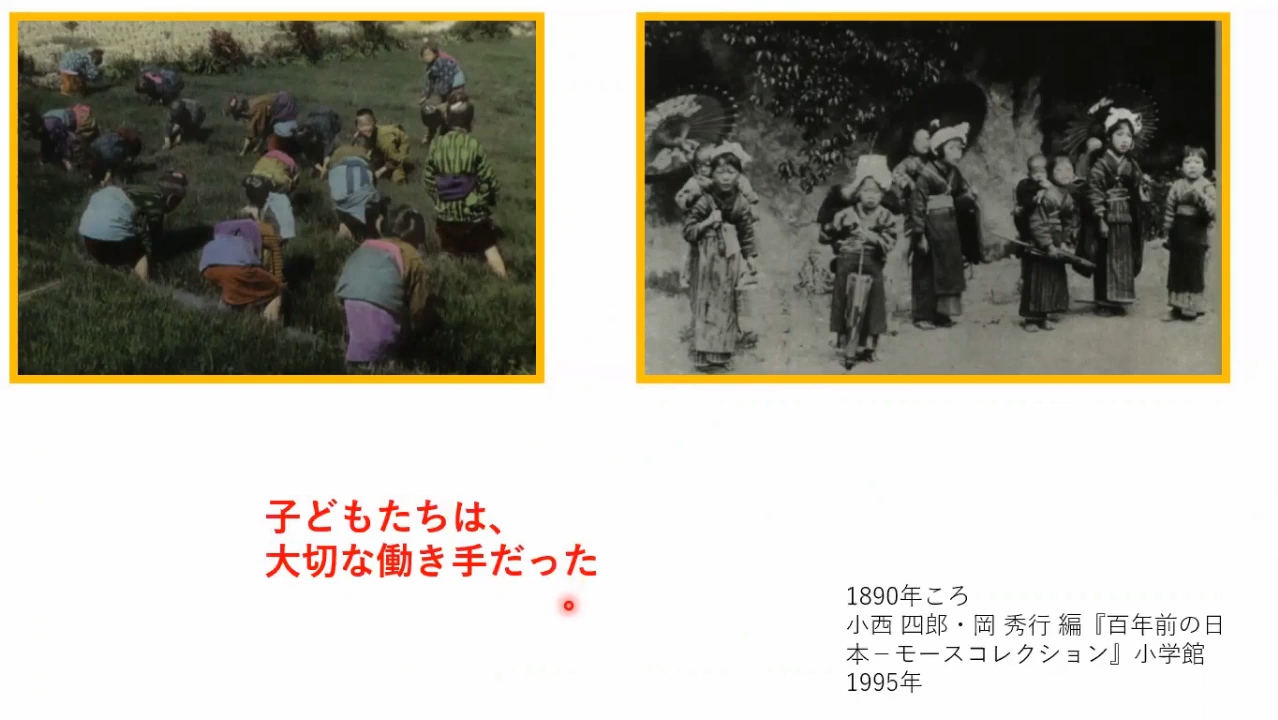 子どもたちは、
大切な働き手だった
。
1890年ころ
小西 四郎・岡 秀行 編『百年前の日
本－モースコレクション』小学館
1995年